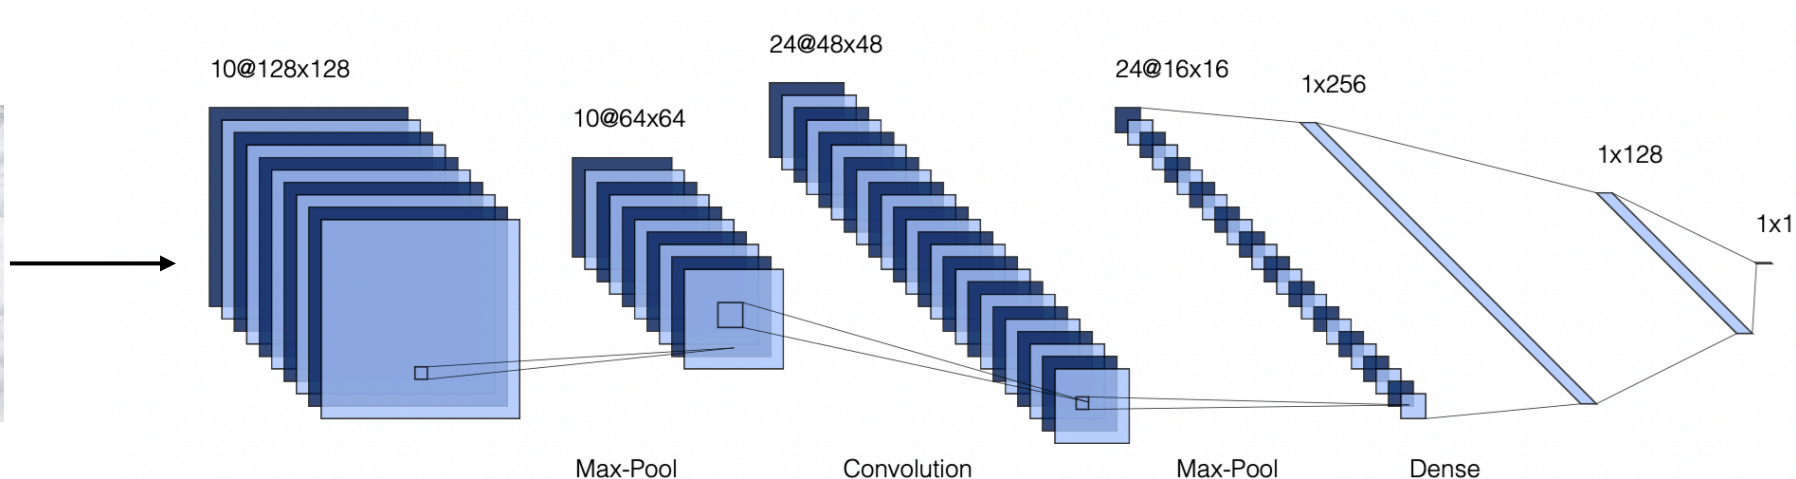 10@128x128
10@64x64
24@48x48
24@16x16
1x256
1x128
1x1
Max-Pool
Convolution
Max-Pool
Dense